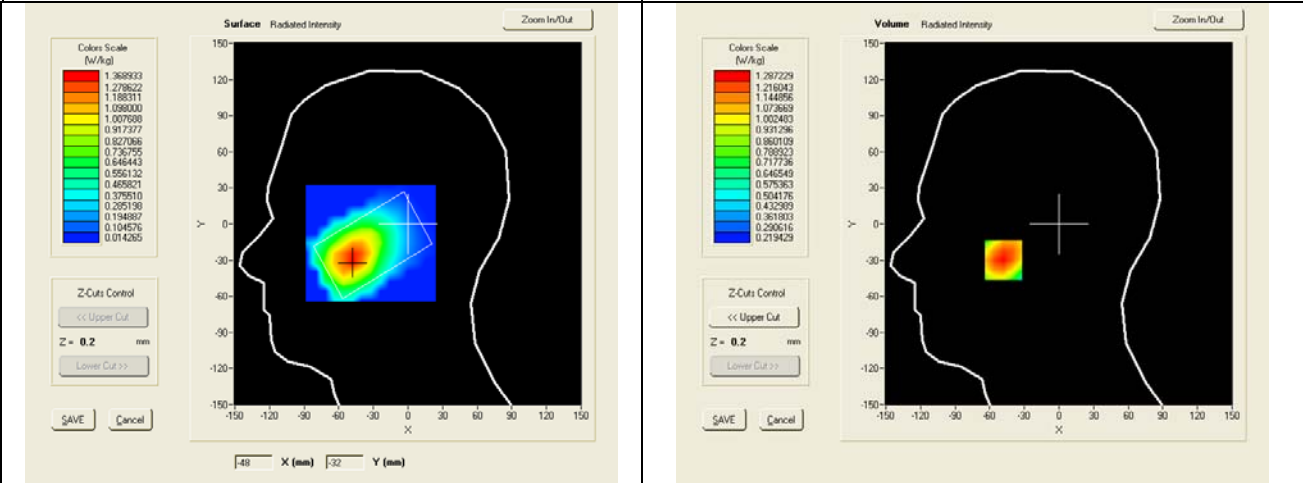 Surface Radiated Intensity
Zoom In/Out
Colors Scale
(W/kg)
1.368933
1.278622
1.188311
1.098000
1.007688
0.917377
0.827066
0.736755
0.646443
0.556132
0.465821
0.375510
0.285198
0.194887
0.104576
0.014265
Z-Cuts Control
<< Upper Cut
Z = 0.2 mm
Lower Cut >>
SAVE Cancel
150
120
90
60
30
0
-30
-60
-90
-120
-150
Y
-150 -120 -90 -60 -30 0 30 60 90 120 150
X
-48 X (mm) -32 Y (mm)
Volume Radiated Intensity
Zoom In/Out
Colors Scale
(W/kg)
1.287229
1.216043
1.144856
1.073669
1.002483
0.931296
0.860109
0.788923
0.717736
0.646549
0.575363
0.504176
0.432989
0.361803
0.290616
0.219429
Z-Cuts Control
<< Upper Cut
Z = 0.2 mm
Lower Cut >>
SAVE Cancel
150
120
90
60
30
0
-30
-60
-90
-120
-150
Y
-150 -120 -90 -60 -30 0 30 60 90 120 150
X